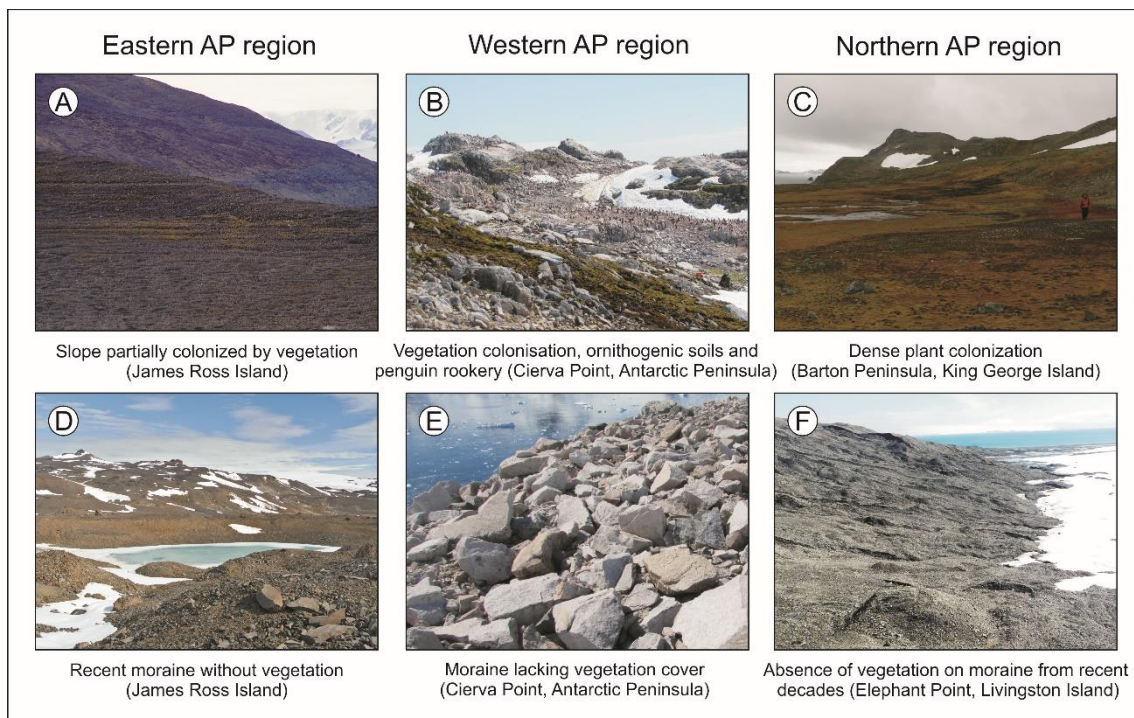 Eastern AP region
Western AP region
Northern AP region
A
B
C
Slope partially colonized by vegetation
(James Ross Island)
Vegetation colonisation, ornithogenic soils and
penguin rookery (Cierva Point, Antarctic Peninsula)
Dense plant colonization
(Barton Peninsula, King George Island)
D
E
F
Recent moraine without vegetation
(James Ross Island)
Moraine lacking vegetation cover
(Cierva Point, Antarctic Peninsula)
Absence of vegetation on moraine from recent
decades (Elephant Point, Livingston Island)